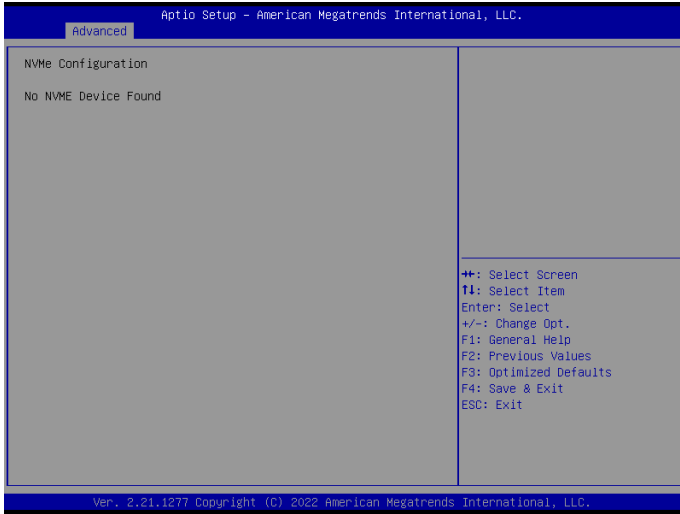 Aptio Setup – American Megatrends International, LLC.
Advanced
NVMe Configuration
No NVME Device Found
→←: Select Screen
↑↓: Select Item
Enter: Select
+/-: Change Opt.
F1: General Help
F2: Previous Values
F3: Optimized Defaults
F4: Save & Exit
ESC: Exit
Ver. 2.21.1277 Copyright (C) 2022 American Megatrends International, LLC.